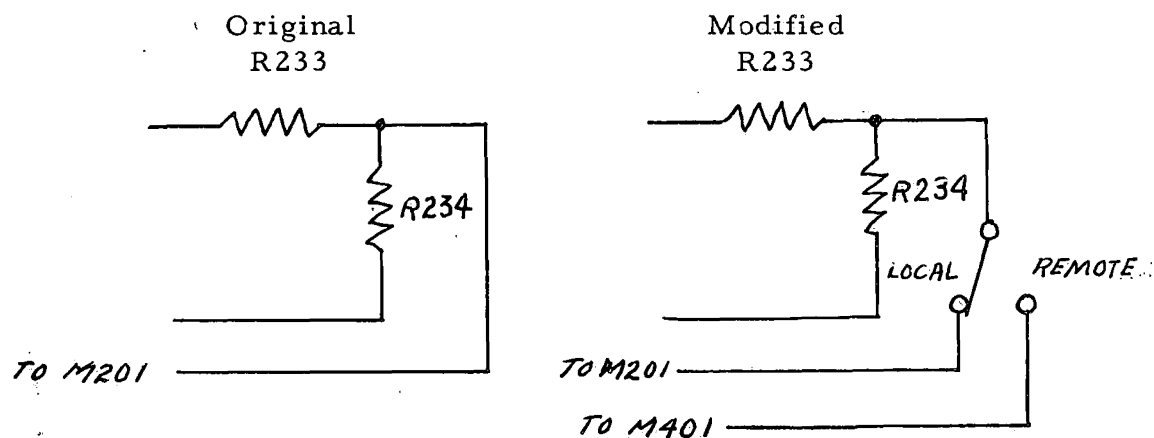 Original
R233
R234
TO M201
Modified
R233
R234
LOCAL
REMOTE
TO M201
TO M401